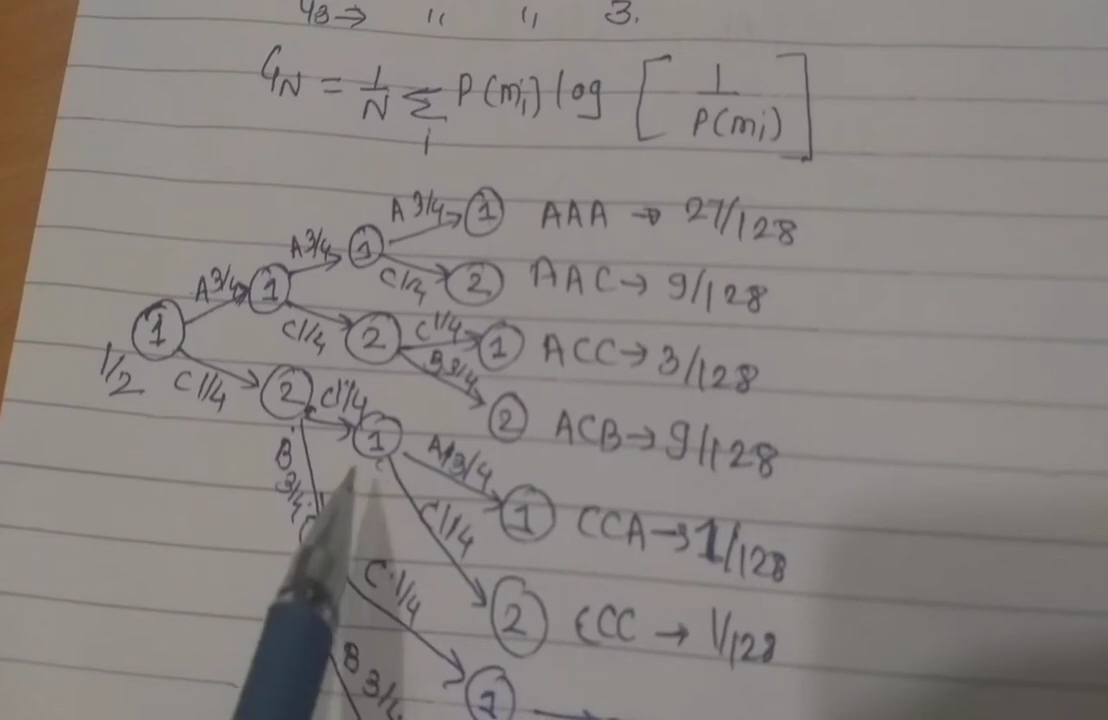 43→ " " 3.
GN = 1/N Σ i P(mi) log [ 1/P(mi) ]
A 3/4 1 AAA → 27/128
A 3/4 1 C 1/4 2 AAC → 9/128
A 3/4 1 C 1/4 2 C 1/4 1 ACC → 3/128
1 1/2 B 3/4 2 ACB → 9/128
C 1/4 2 C 1/4 1 A 3/4 1 CCA → 1/128
B 3/4 C 1/4 2 CCC → 1/128
C 1/4
B 3/4